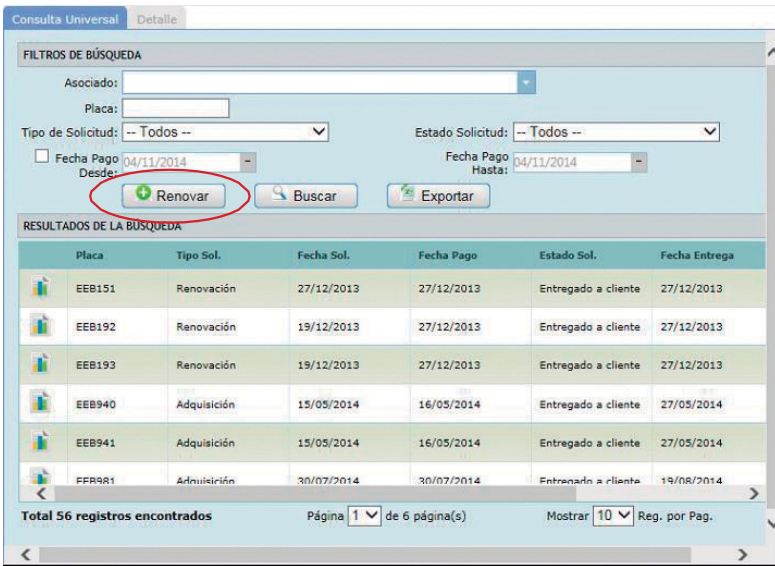 Consulta Universal Detalle
FILTROS DE BÚSQUEDA
Asociado:
Placa:
Tipo de Solicitud: -- Todos -- Estado Solicitud: -- Todos --
Fecha Pago Desde: 04/11/2014 Fecha Pago Hasta: 04/11/2014
Renovar Buscar Exportar
RESULTADOS DE LA BÚSQUEDA
Placa Tipo Sol. Fecha Sol. Fecha Pago Estado Sol. Fecha Entrega
EEB151 Renovación 27/12/2013 27/12/2013 Entregado a cliente 27/12/2013
EEB192 Renovación 19/12/2013 27/12/2013 Entregado a cliente 27/12/2013
EEB193 Renovación 19/12/2013 27/12/2013 Entregado a cliente 27/12/2013
EEB940 Adquisición 15/05/2014 16/05/2014 Entregado a cliente 27/05/2014
EEB941 Adquisición 15/05/2014 16/05/2014 Entregado a cliente 27/05/2014
EEB981 Adquisición 30/07/2014 30/07/2014 Entregado a cliente 19/08/2014
Total 56 registros encontrados Página 1 de 6 página(s) Mostrar 10 Reg. por Pag.